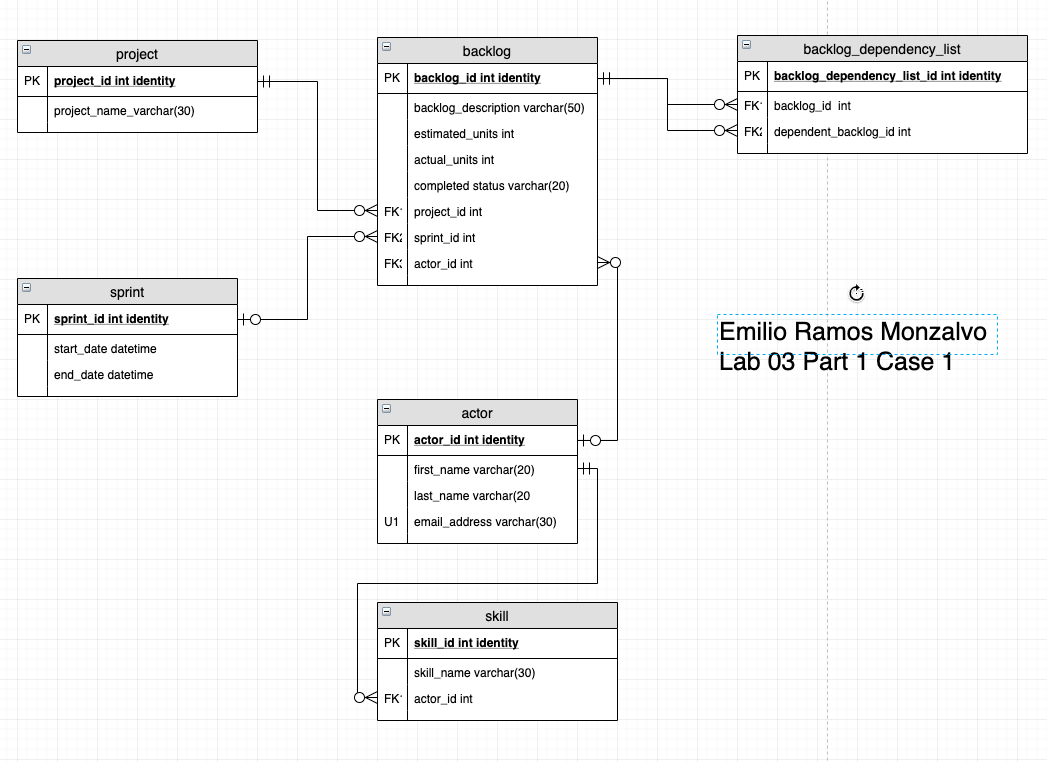 project
PK project_id int identity
project_name_varchar(30)
backlog
PK backlog_id int identity
backlog_description varchar(50)
estimated_units int
actual_units int
completed status varchar(20)
FK1 project_id int
FK2 sprint_id int
FK3 actor_id int
backlog_dependency_list
PK backlog_dependency_list_id int identity
FK1 backlog_id int
FK2 dependent_backlog_id int
sprint
PK sprint_id int identity
start_date datetime
end_date datetime
Emilio Ramos Monzalvo
Lab 03 Part 1 Case 1
actor
PK actor_id int identity
first_name varchar(20)
last_name varchar(20
U1 email_address varchar(30)
skill
PK skill_id int identity
skill_name varchar(30)
FK1 actor_id int